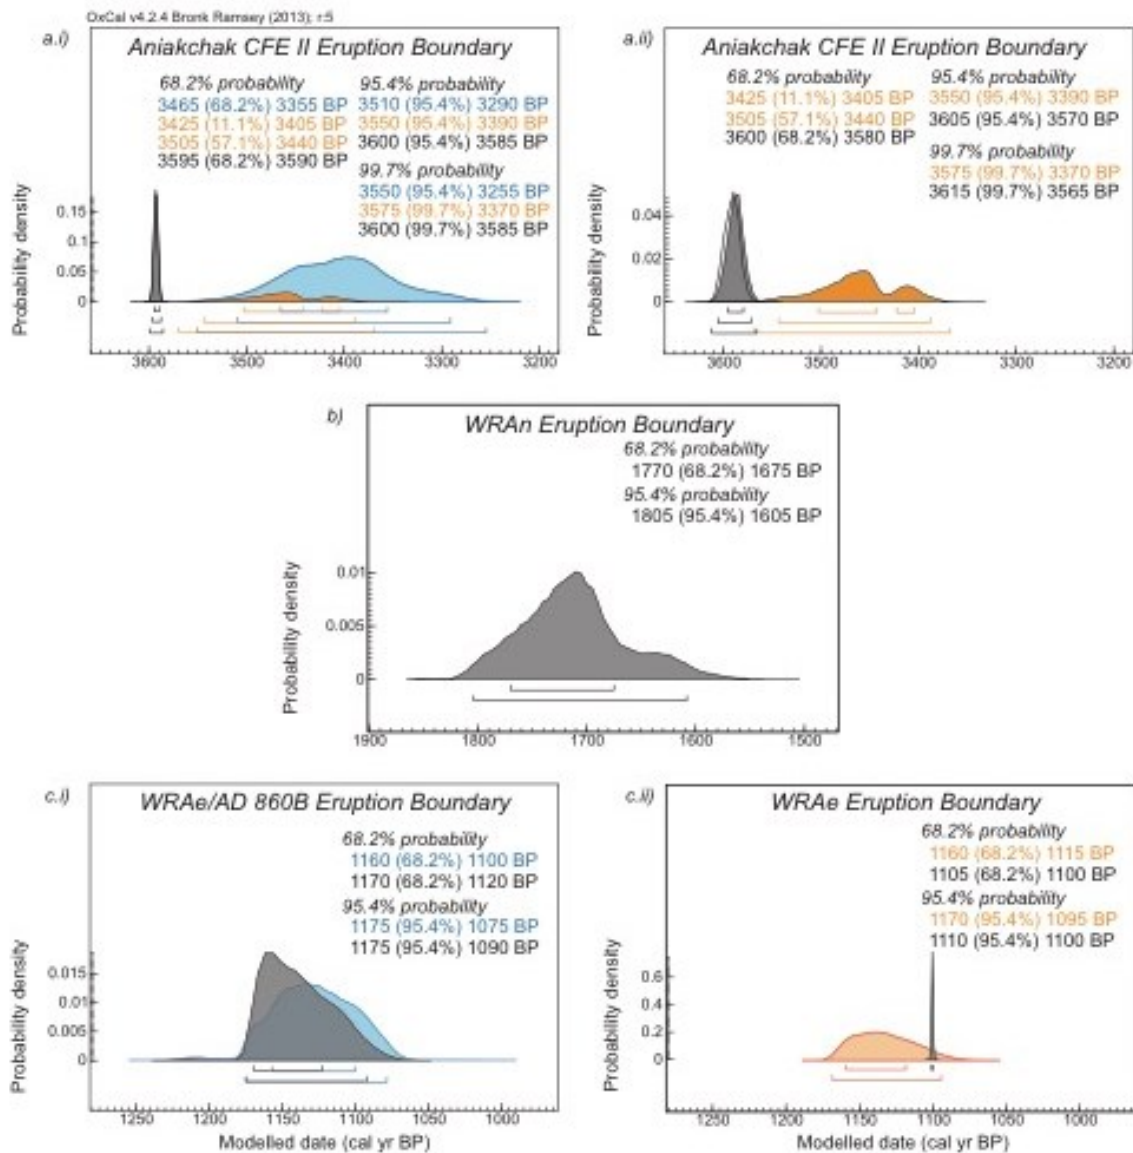 OxCal v4.2.4 Bronk Ramsey (2013); r:5
a.i)
Aniakchak CFE II Eruption Boundary
68.2% probability
3465 (68.2%) 3355 BP
3425 (11.1%) 3405 BP
3505 (57.1%) 3440 BP
3595 (68.2%) 3590 BP
95.4% probability
3510 (95.4%) 3290 BP
3550 (95.4%) 3390 BP
3600 (95.4%) 3585 BP
99.7% probability
3550 (95.4%) 3255 BP
3575 (99.7%) 3370 BP
3600 (99.7%) 3585 BP
Probability density
0.15
0.1
0.05
0
3600 3500 3400 3300 3200
a.ii)
Aniakchak CFE II Eruption Boundary
68.2% probability
3425 (11.1%) 3405 BP
3505 (57.1%) 3440 BP
3600 (68.2%) 3580 BP
95.4% probability
3550 (95.4%) 3390 BP
3605 (95.4%) 3570 BP
99.7% probability
3575 (99.7%) 3370 BP
3615 (99.7%) 3565 BP
Probability density
0.04
0.02
0
3600 3500 3400 3300 3200
b)
WRAn Eruption Boundary
68.2% probability
1770 (68.2%) 1675 BP
95.4% probability
1805 (95.4%) 1605 BP
Probability density
0.01
0.005
0
1900 1800 1700 1600 1500
c.i)
WRAe/AD 860B Eruption Boundary
68.2% probability
1160 (68.2%) 1100 BP
1170 (68.2%) 1120 BP
95.4% probability
1175 (95.4%) 1075 BP
1175 (95.4%) 1090 BP
Probability density
0.015
0.01
0.005
0
1250 1200 1150 1100 1050 1000
Modelled date (cal yr BP)
c.ii)
WRAe Eruption Boundary
68.2% probability
1160 (68.2%) 1115 BP
1105 (68.2%) 1100 BP
95.4% probability
1170 (95.4%) 1095 BP
1110 (95.4%) 1100 BP
Probability density
0.6
0.4
0.2
0
1250 1200 1150 1100 1050 1000
Modelled date (cal yr BP)